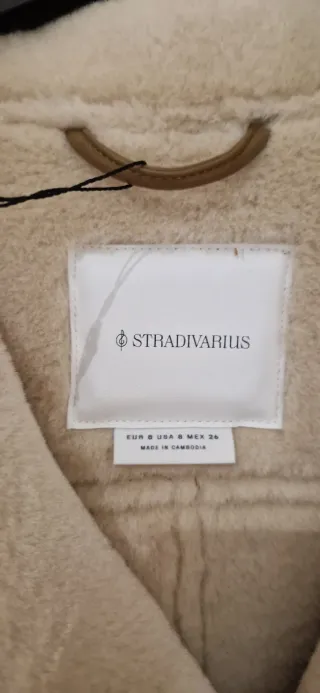 STRADIVARIUS
EUR S USA S MEX 26
MADE IN CAMBODIA